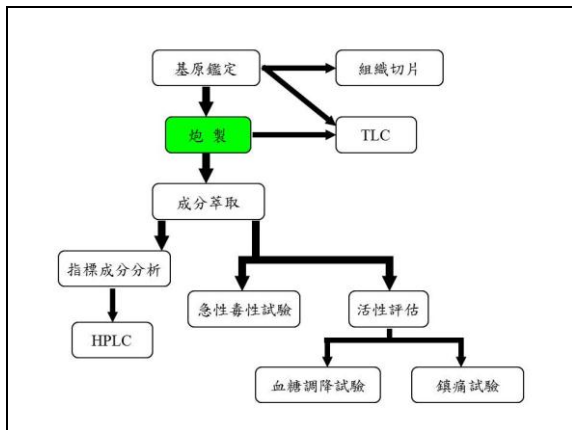 基原鑑定
組織切片
炮 製
TLC
成分萃取
指標成分分析
急性毒性試驗
活性評估
HPLC
血糖調降試驗
鎮痛試驗